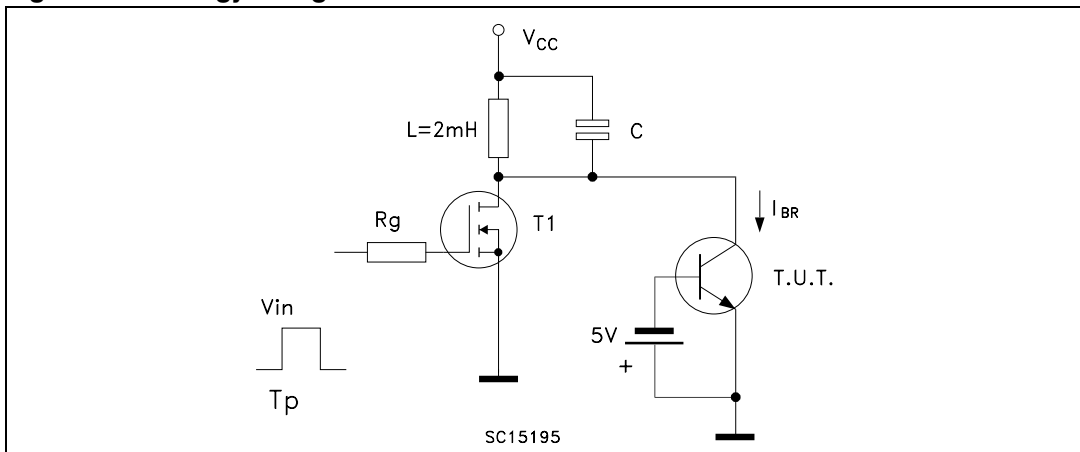 V_CC
L=2mH
C
Rg
T1
I_BR
T.U.T.
Vin
5V
+
Tp
SC15195